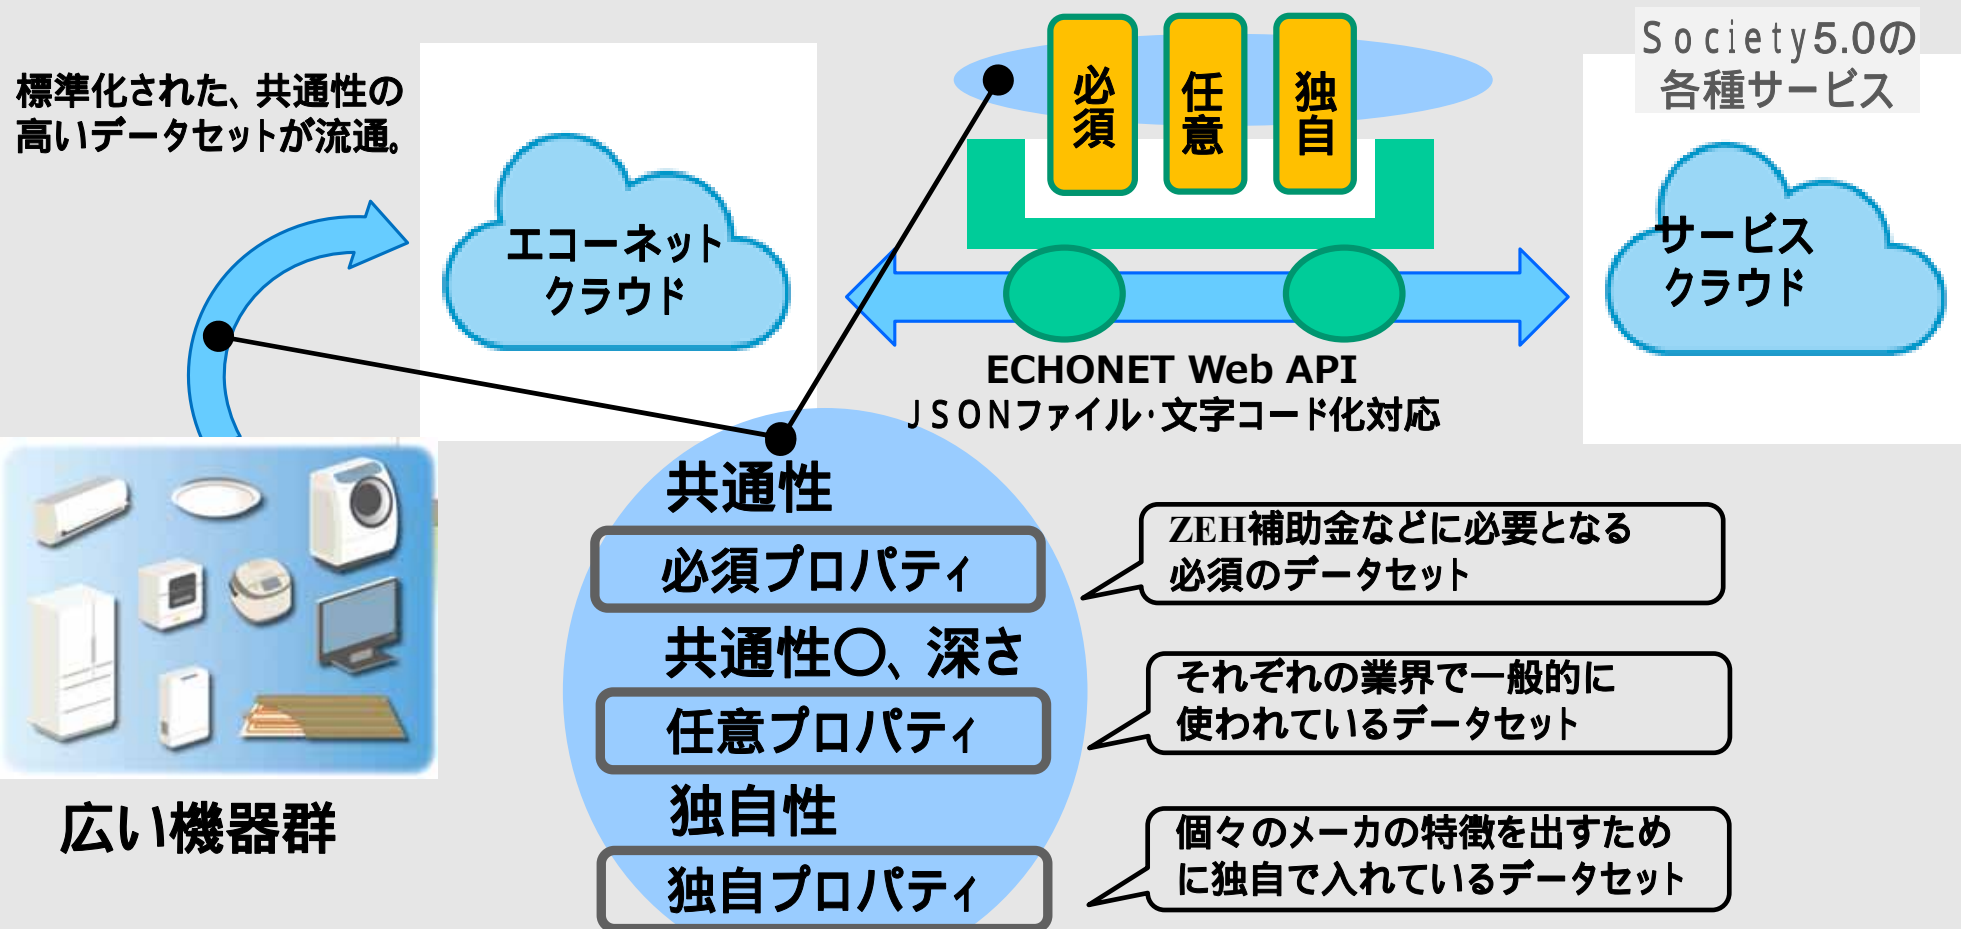 標準化された、共通性の
高いデータセットが流通。
エコーネット
クラウド
必須
任意
独自
Society5.0の
各種サービス
サービス
クラウド
ECHONET Web API
JSONファイル・文字コード化対応
広い機器群
共通性
必須プロパティ
共通性〇、深さ
任意プロパティ
独自性
独自プロパティ
ZEH補助金などに必要となる
必須のデータセット
それぞれの業界で一般的に
使われているデータセット
個々のメーカの特徴を出すため
に独自で入れているデータセット